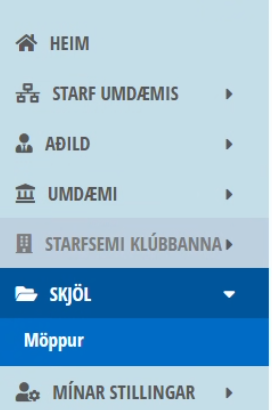 HEIM
STARF UMDÆMIS
AÐILD
UMDÆMI
STARFSEMI KLÚBBANNA
SKJÖL
Möppur
MÍNAR STILLINGAR